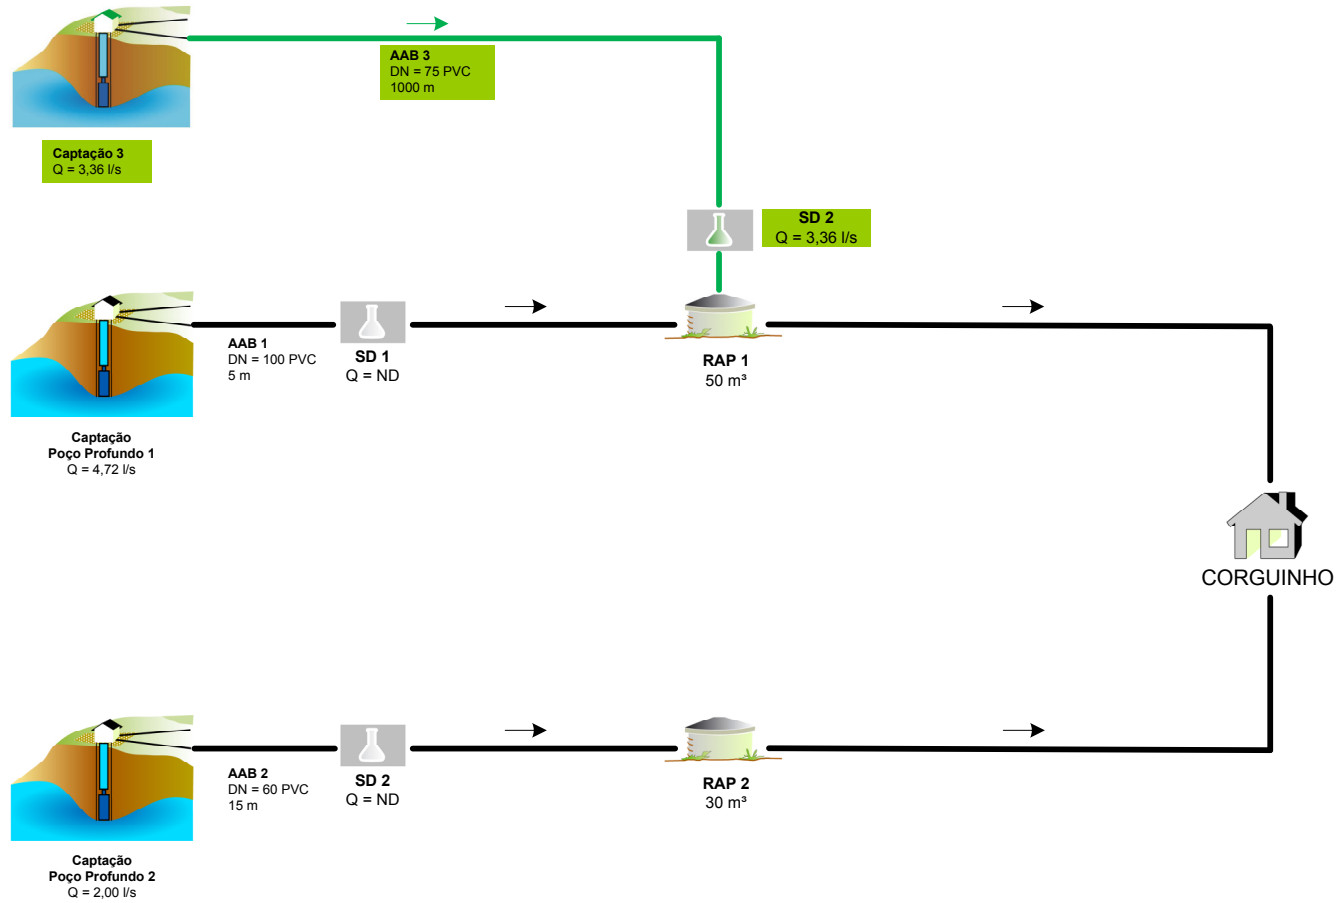 AAB 3
DN = 75 PVC
1000 m
Captação 3
Q = 3,36 l/s
SD 2
Q = 3,36 l/s
AAB 1
DN = 100 PVC
5 m
SD 1
Q = ND
RAP 1
50 m³
Captação
Poço Profundo 1
Q = 4,72 l/s
CORGUINHO
AAB 2
DN = 60 PVC
15 m
SD 2
Q = ND
RAP 2
30 m³
Captação
Poço Profundo 2
Q = 2,00 l/s